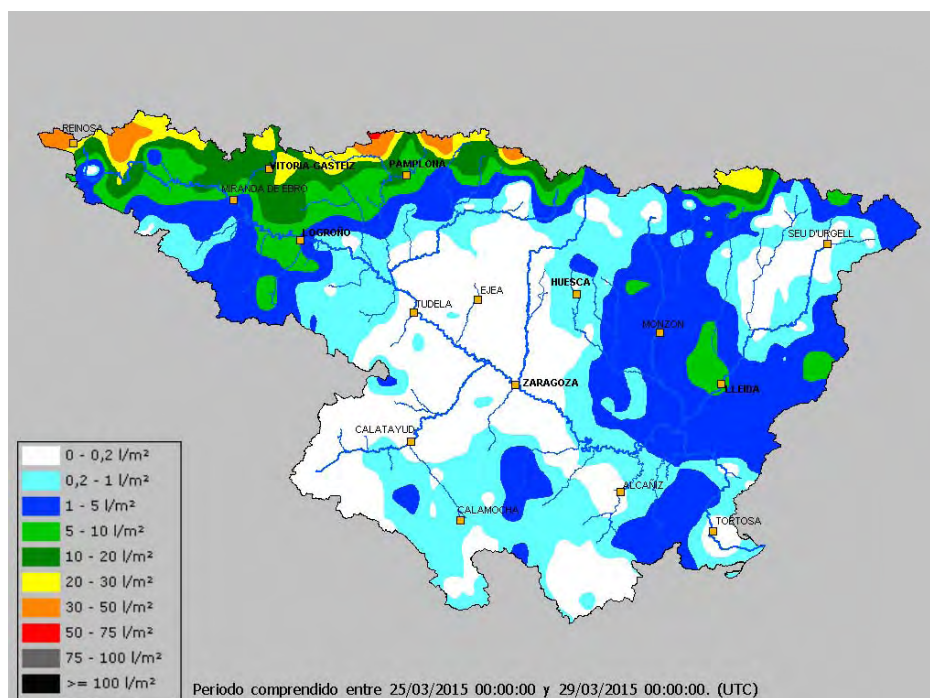 REINOSA
VITORIA-GASTEIZ
PAMPLONA
MIRANDA DE EBRO
LOGROÑO
SEU D'URGELL
HUESCA
EJEA
TUDELA
MONZON
ZARAGOZA
LLEIDA
CALATAYUD
ALCAÑIZ
CALAMOCHA
TORTOSA
0 - 0,2 l/m²
0,2 - 1 l/m²
1 - 5 l/m²
5 - 10 l/m²
10 - 20 l/m²
20 - 30 l/m²
30 - 50 l/m²
50 - 75 l/m²
75 - 100 l/m²
>= 100 l/m²
Periodo comprendido entre 25/03/2015 00:00:00 y 29/03/2015 00:00:00. (UTC)